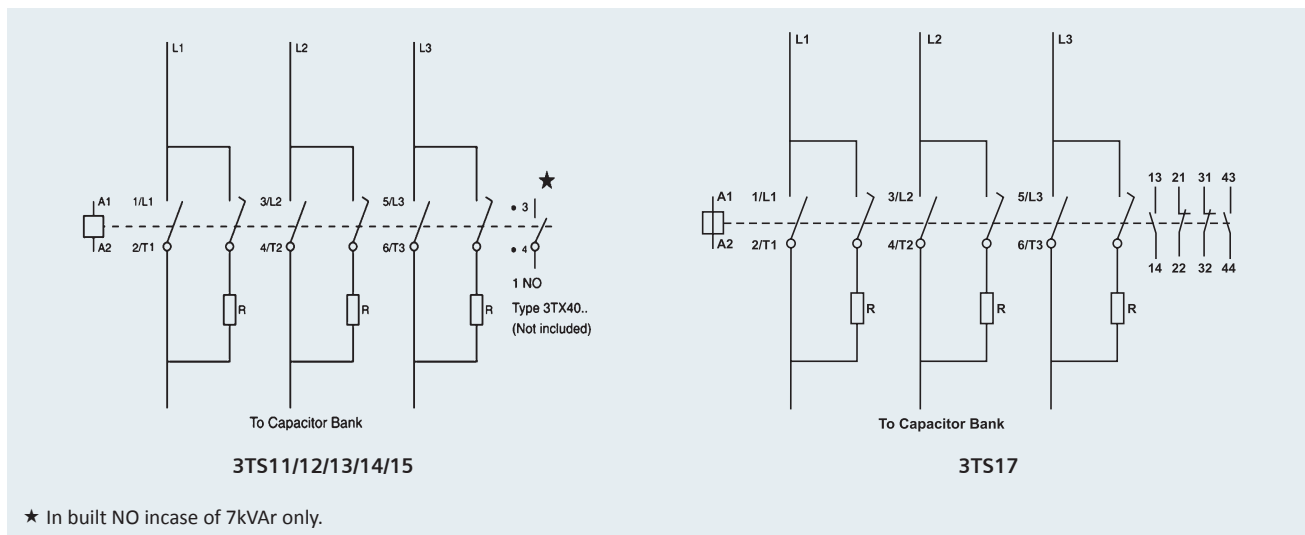 L1 L2 L3
★
A1 1/L1 3/L2 5/L3 • 3
A2 2/T1 4/T2 6/T3 • 4
1 NO
R R R Type 3TX40..
(Not included)
To Capacitor Bank
3TS11/12/13/14/15
L1 L2 L3
13 21 31 43
A1 1/L1 3/L2 5/L3
A2 2/T1 4/T2 6/T3
14 22 32 44
R R R
To Capacitor Bank
3TS17
★ In built NO incase of 7kVAr only.